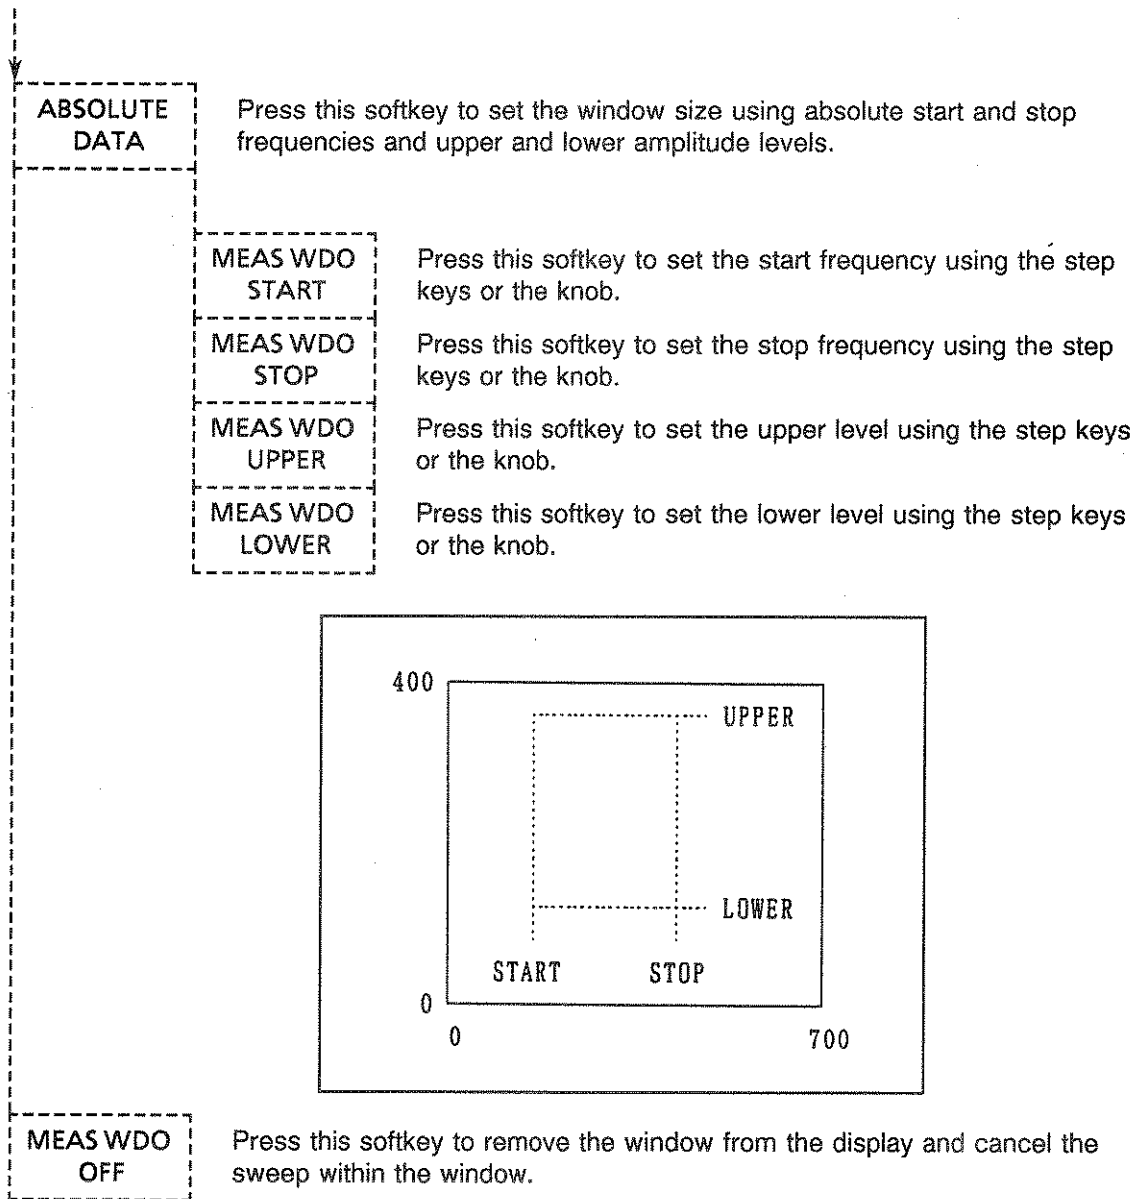 ABSOLUTE
DATA
Press this softkey to set the window size using absolute start and stop
frequencies and upper and lower amplitude levels.
MEAS WDO
START
Press this softkey to set the start frequency using the step
keys or the knob.
MEAS WDO
STOP
Press this softkey to set the stop frequency using the step
keys or the knob.
MEAS WDO
UPPER
Press this softkey to set the upper level using the step keys
or the knob.
MEAS WDO
LOWER
Press this softkey to set the lower level using the step keys
or the knob.
400
UPPER
LOWER
START STOP
0
0 700
MEAS WDO
OFF
Press this softkey to remove the window from the display and cancel the
sweep within the window.